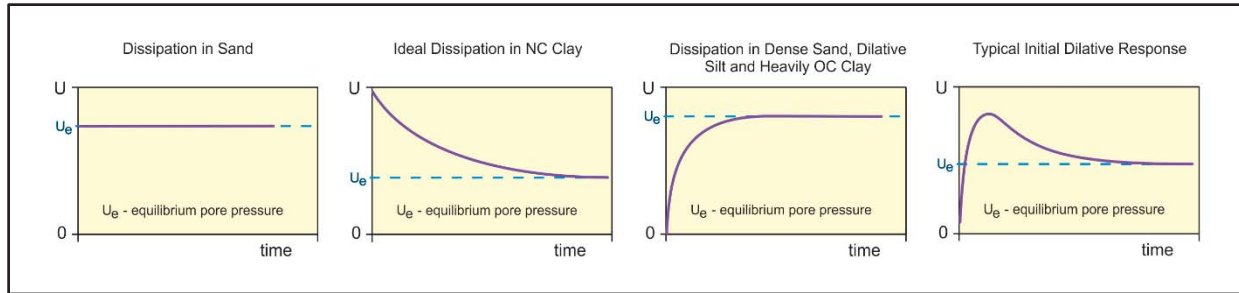 Dissipation in Sand
U
Ue
Ue - equilibrium pore pressure
0
time
Ideal Dissipation in NC Clay
U
Ue
Ue - equilibrium pore pressure
0
time
Dissipation in Dense Sand, Dilative
Silt and Heavily OC Clay
U
Ue
Ue - equilibrium pore pressure
0
time
Typical Initial Dilative Response
U
Ue
Ue - equilibrium pore pressure
0
time